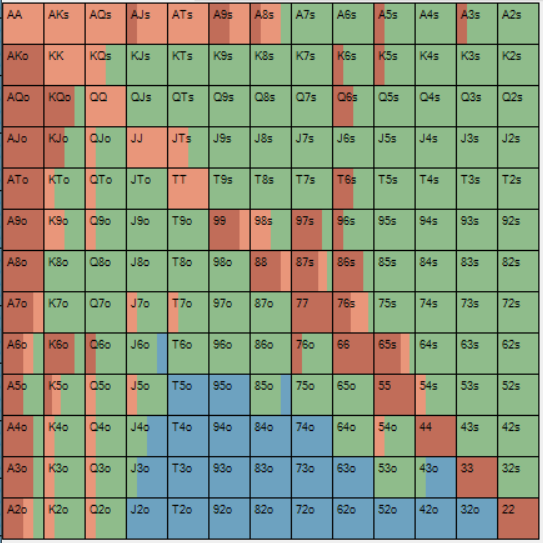 AA AKs AQs AJs ATs A9s A8s A7s A6s A5s A4s A3s A2s
AKo KK KQs KJs KTs K9s K8s K7s K6s K5s K4s K3s K2s
AQo KQo QQ QJs QTs Q9s Q8s Q7s Q6s Q5s Q4s Q3s Q2s
AJo KJo QJo JJ JTs J9s J8s J7s J6s J5s J4s J3s J2s
ATo KTo QTo JTo TT T9s T8s T7s T6s T5s T4s T3s T2s
A9o K9o Q9o J9o T9o 99 98s 97s 96s 95s 94s 93s 92s
A8o K8o Q8o J8o T8o 98o 88 87s 86s 85s 84s 83s 82s
A7o K7o Q7o J7o T7o 97o 87o 77 76s 75s 74s 73s 72s
A6o K6o Q6o J6o T6o 96o 86o 76o 66 65s 64s 63s 62s
A5o K5o Q5o J5o T5o 95o 85o 75o 65o 55 54s 53s 52s
A4o K4o Q4o J4o T4o 94o 84o 74o 64o 54o 44 43s 42s
A3o K3o Q3o J3o T3o 93o 83o 73o 63o 53o 43o 33 32s
A2o K2o Q2o J2o T2o 92o 82o 72o 62o 52o 42o 32o 22